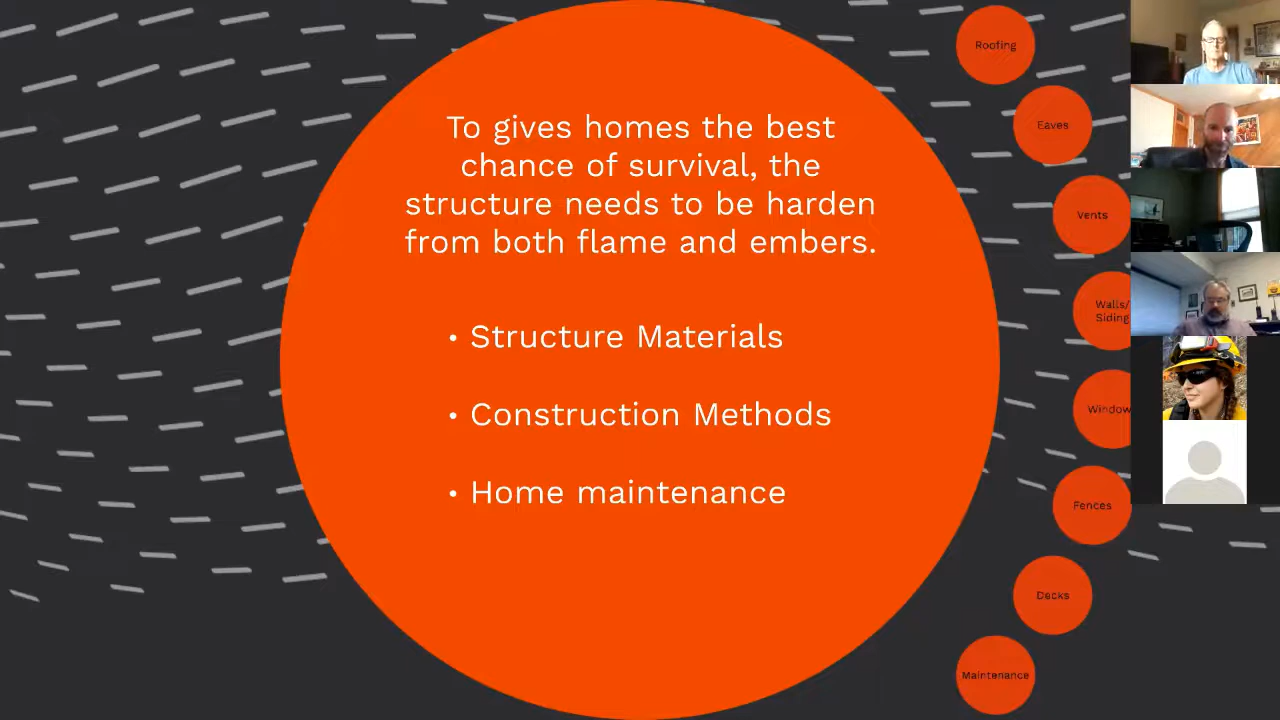 To gives homes the best
chance of survival, the
structure needs to be harden
from both flame and embers.
• Structure Materials
• Construction Methods
• Home maintenance
Roofing
Eaves
Vents
Walls/
Siding
Window
Fences
Decks
Maintenance